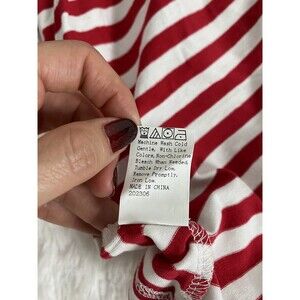 Machine Wash Cold
Gentle, With Like
Colors, Non-Chlorine
Bleach When Needed.
Tumble Dry Low.
Remove Promptly.
Iron Low.
MADE IN CHINA
202306